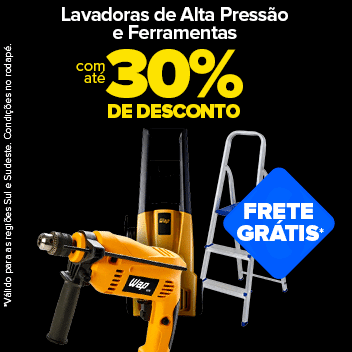 Lavadoras de Alta Pressão
e Ferramentas
com
até
30%
DE DESCONTO
FRETE
GRÁTIS*
Wap
Wap
*Válido para as regiões Sul e Sudeste. Condições no rodapé.